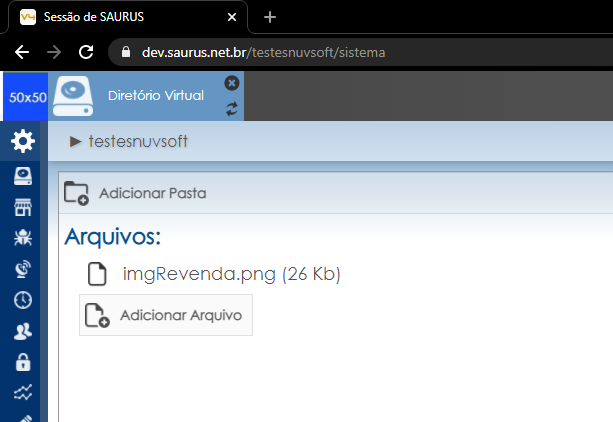 Sessão de SAURUS
dev.saurus.net.br/testesnuvsoft/sistema
50x50
Diretório Virtual
► testesnuvsoft
Adicionar Pasta
Arquivos:
imgRevenda.png (26 Kb)
Adicionar Arquivo